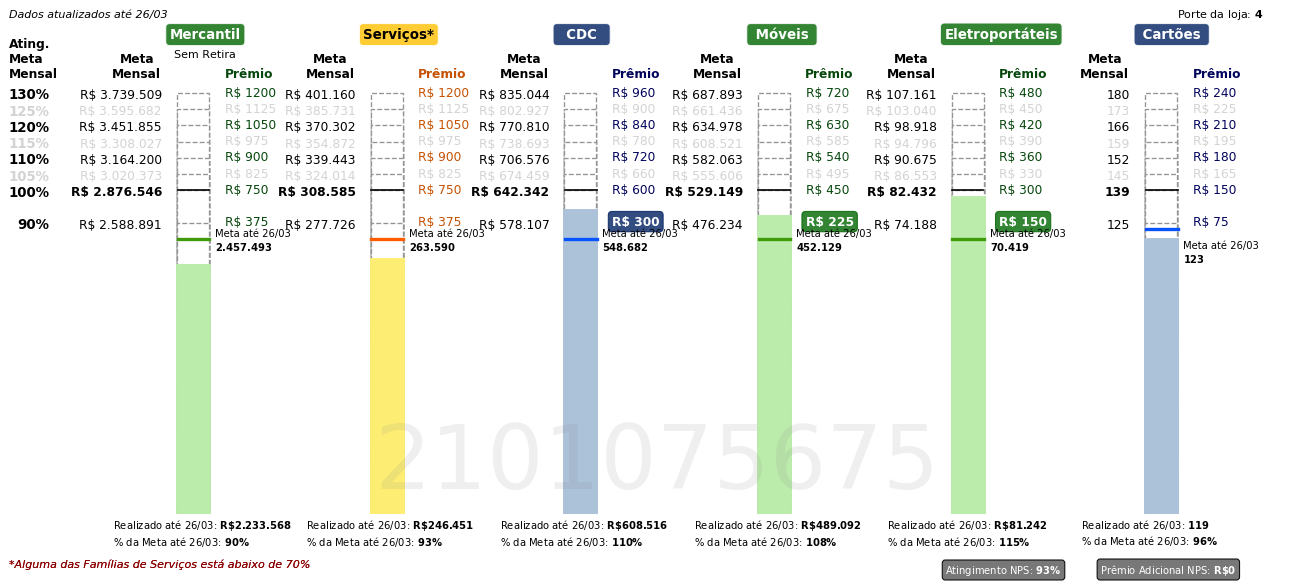 Dados atualizados até 26/03
Porte da loja: 4
Mercantil Serviços* CDC Móveis Eletroportáteis Cartões
Sem Retira
Ating. Meta Mensal
Meta Mensal Prêmio Meta Mensal Prêmio Meta Mensal Prêmio Meta Mensal Prêmio Meta Mensal Prêmio Meta Mensal Prêmio
130% R$ 3.739.509 R$ 1200 R$ 401.160 R$ 1200 R$ 835.044 R$ 960 R$ 687.893 R$ 720 R$ 107.161 R$ 480 180 R$ 240
125% R$ 3.595.682 R$ 1125 R$ 385.731 R$ 1125 R$ 802.927 R$ 900 R$ 661.436 R$ 675 R$ 103.040 R$ 450 173 R$ 225
120% R$ 3.451.855 R$ 1050 R$ 370.302 R$ 1050 R$ 770.810 R$ 840 R$ 634.978 R$ 630 R$ 98.918 R$ 420 166 R$ 210
115% R$ 3.308.027 R$ 975 R$ 354.872 R$ 975 R$ 738.693 R$ 780 R$ 608.521 R$ 585 R$ 94.796 R$ 390 159 R$ 195
110% R$ 3.164.200 R$ 900 R$ 339.443 R$ 900 R$ 706.576 R$ 720 R$ 582.063 R$ 540 R$ 90.675 R$ 360 152 R$ 180
105% R$ 3.020.373 R$ 825 R$ 324.014 R$ 825 R$ 674.459 R$ 660 R$ 555.606 R$ 495 R$ 86.553 R$ 330 145 R$ 165
100% R$ 2.876.546 R$ 750 R$ 308.585 R$ 750 R$ 642.342 R$ 600 R$ 529.149 R$ 450 R$ 82.432 R$ 300 139 R$ 150
90% R$ 2.588.891 R$ 375 R$ 277.726 R$ 375 R$ 578.107 R$ 300 R$ 476.234 R$ 225 R$ 74.188 R$ 150 125 R$ 75
Meta até 26/03 Meta até 26/03 Meta até 26/03 Meta até 26/03 Meta até 26/03 Meta até 26/03
2.457.493 263.590 548.682 452.129 70.419 123
2101075675
Realizado até 26/03: R$2.233.568 Realizado até 26/03: R$246.451 Realizado até 26/03: R$608.516 Realizado até 26/03: R$489.092 Realizado até 26/03: R$81.242 Realizado até 26/03: 119
% da Meta até 26/03: 90% % da Meta até 26/03: 93% % da Meta até 26/03: 110% % da Meta até 26/03: 108% % da Meta até 26/03: 115% % da Meta até 26/03: 96%
*Alguma das Famílias de Serviços está abaixo de 70%
Atingimento NPS: 93% Prêmio Adicional NPS: R$0